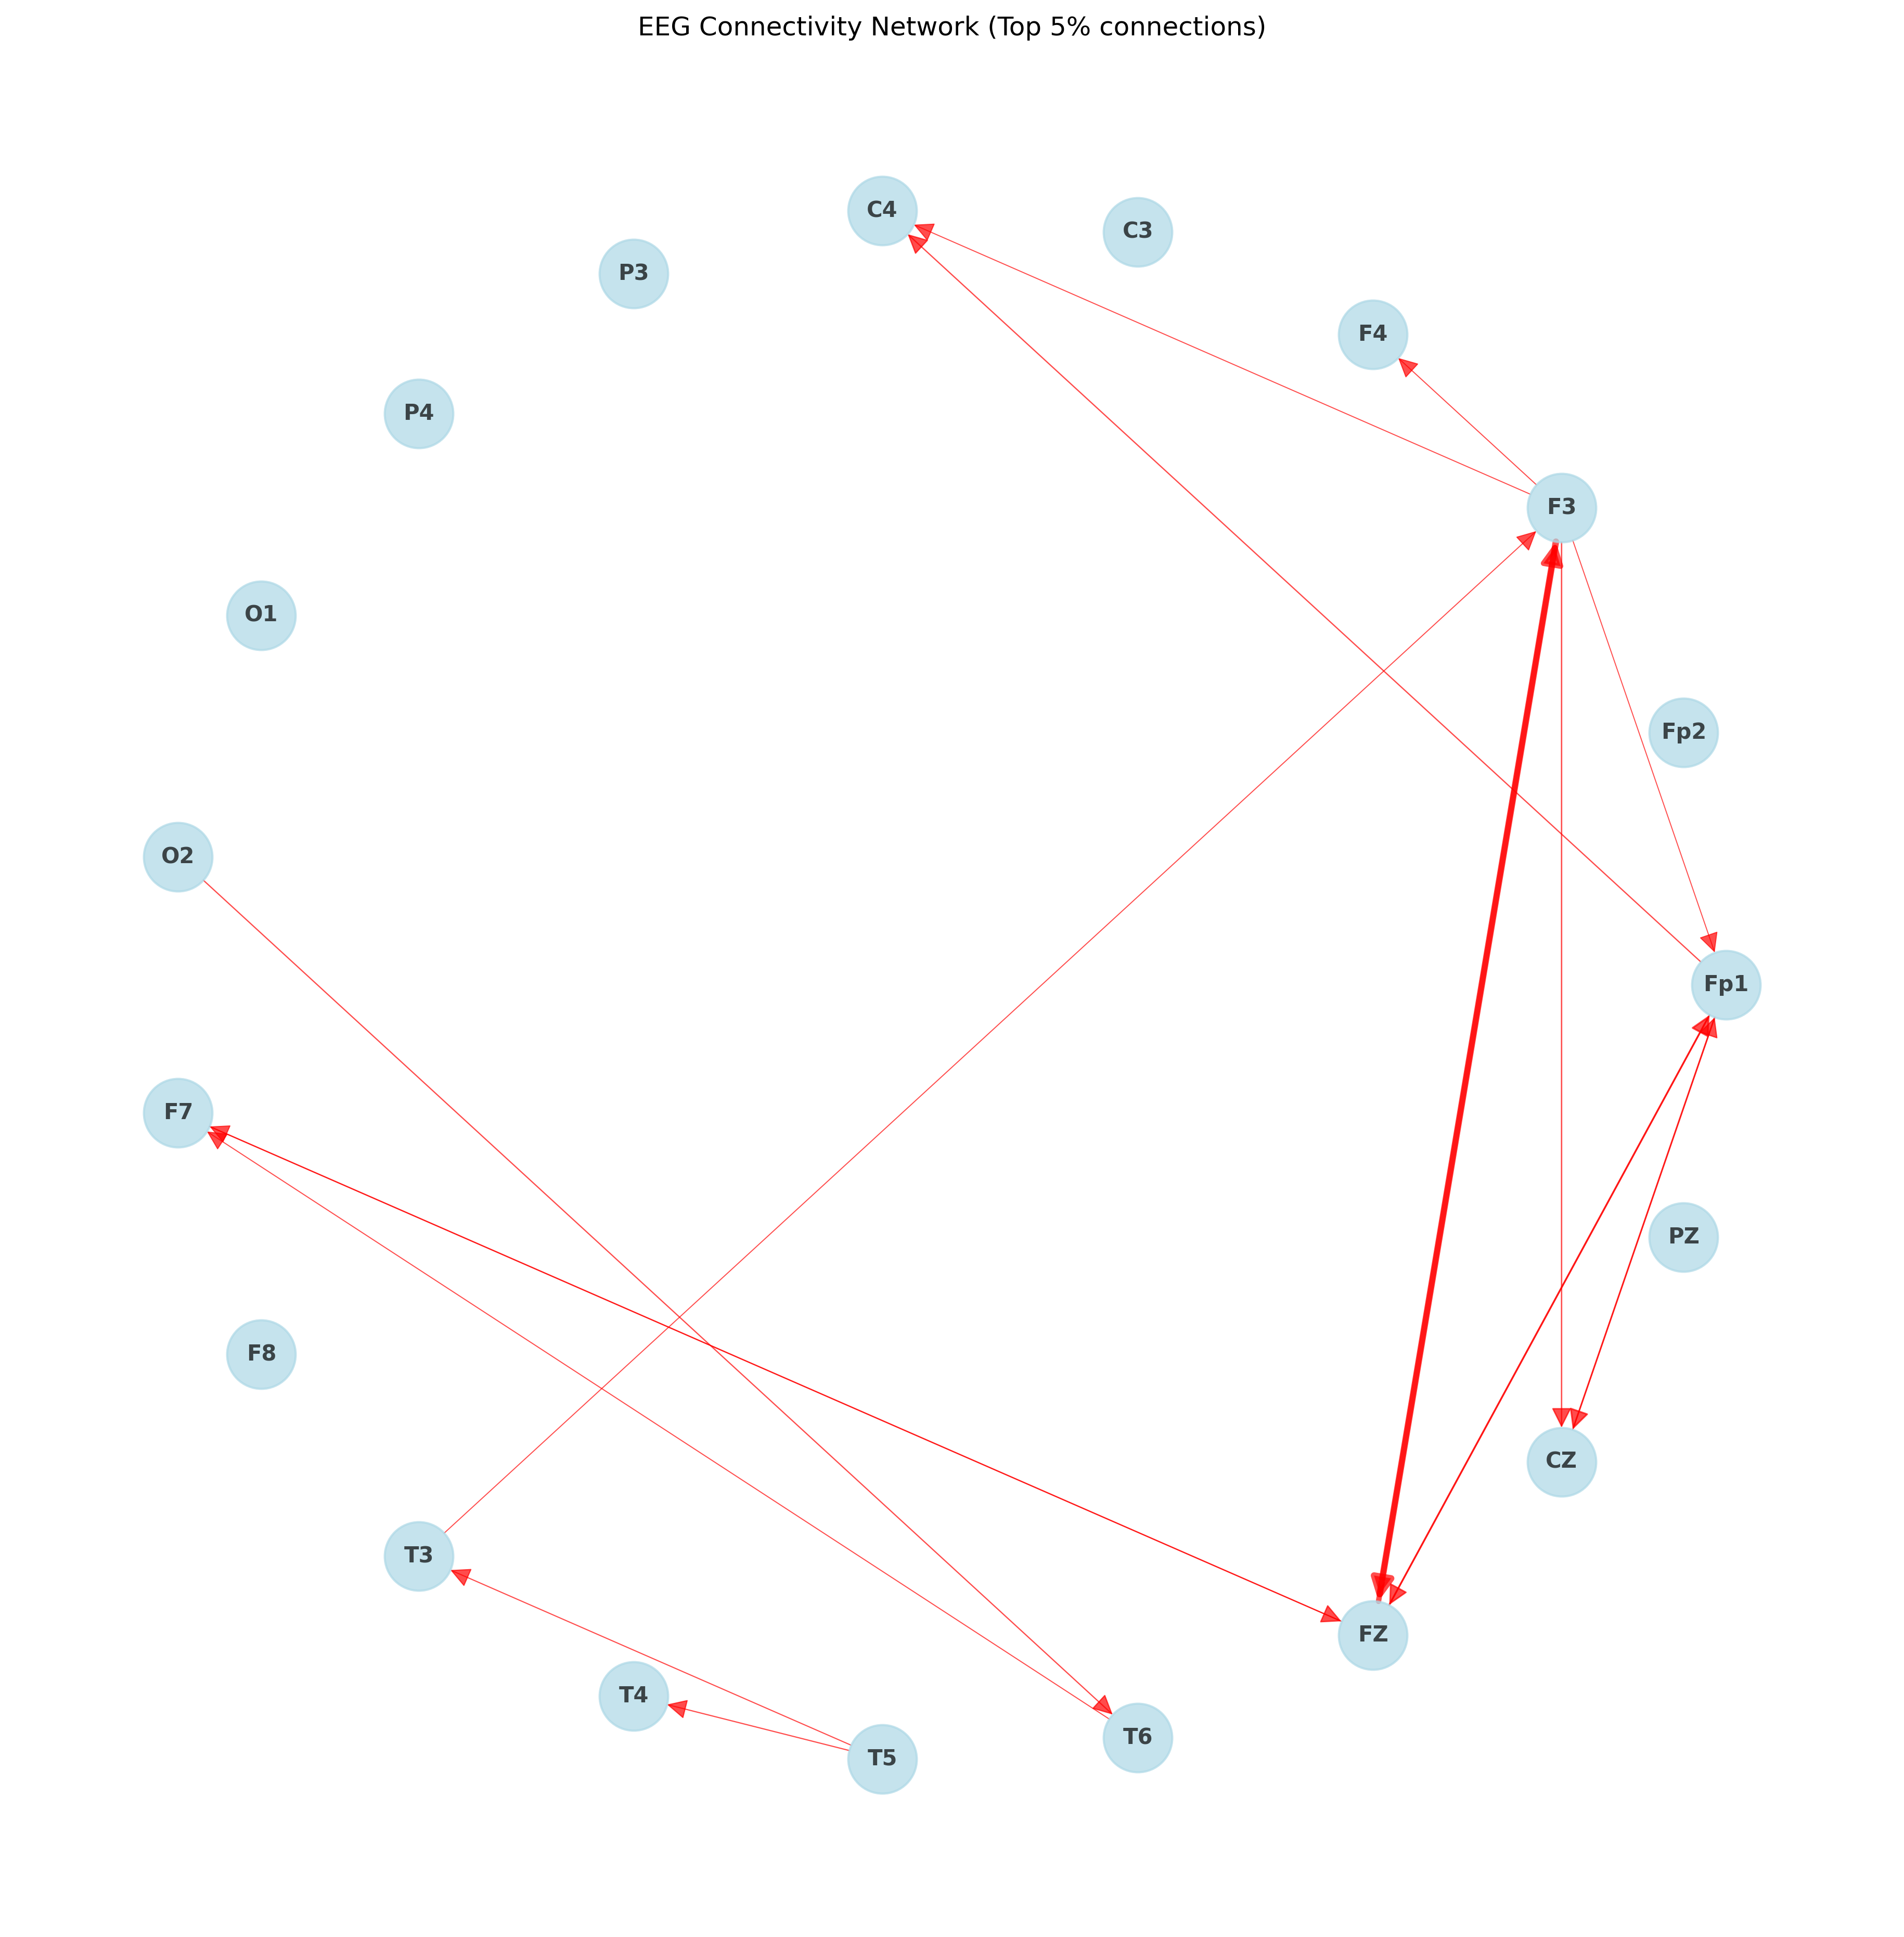 EEG Connectivity Network (Top 5% connections)
C4
C3
P3
F4
P4
F3
O1
Fp2
O2
Fp1
F7
PZ
F8
CZ
T3
FZ
T4
T6
T5